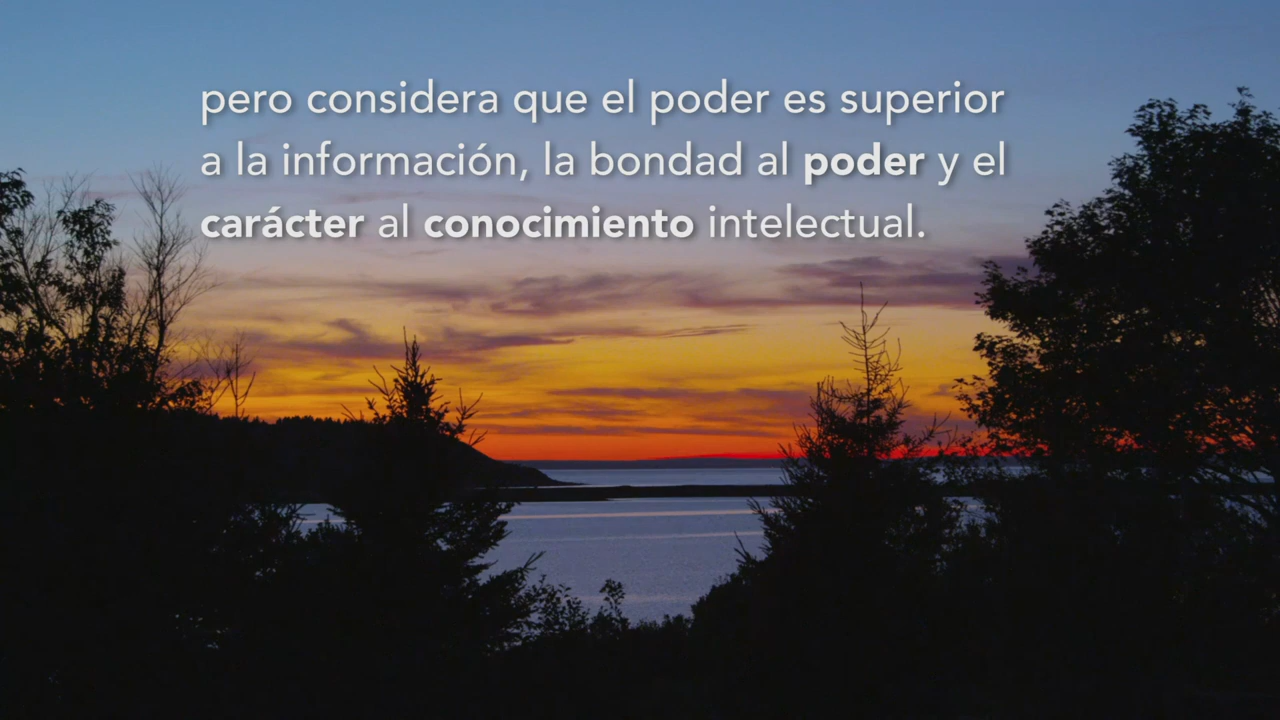 pero considera que el poder es superior
a la información, la bondad al poder y el
carácter al conocimiento intelectual.